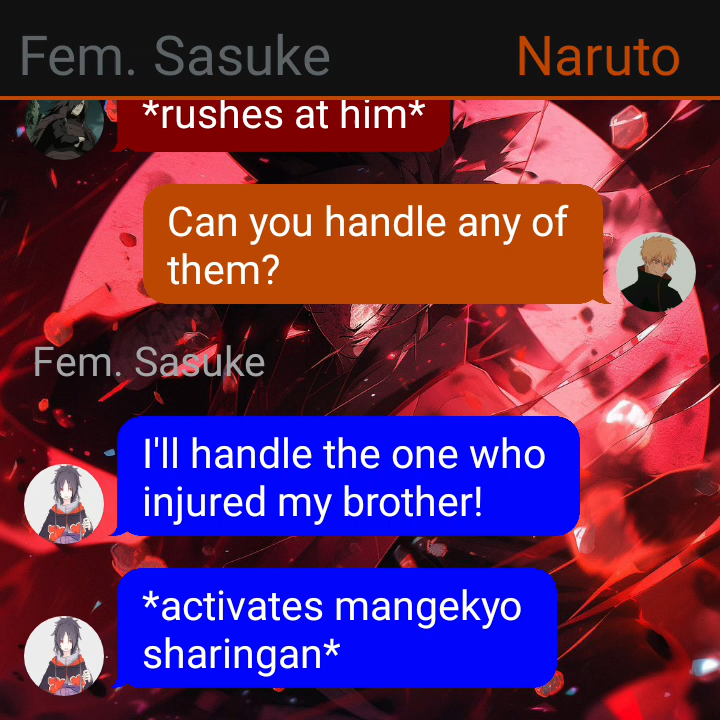 Fem. Sasuke
Naruto
*rushes at him*
Can you handle any of
them?
Fem. Sasuke
I'll handle the one who
injured my brother!
*activates mangekyo
sharingan*